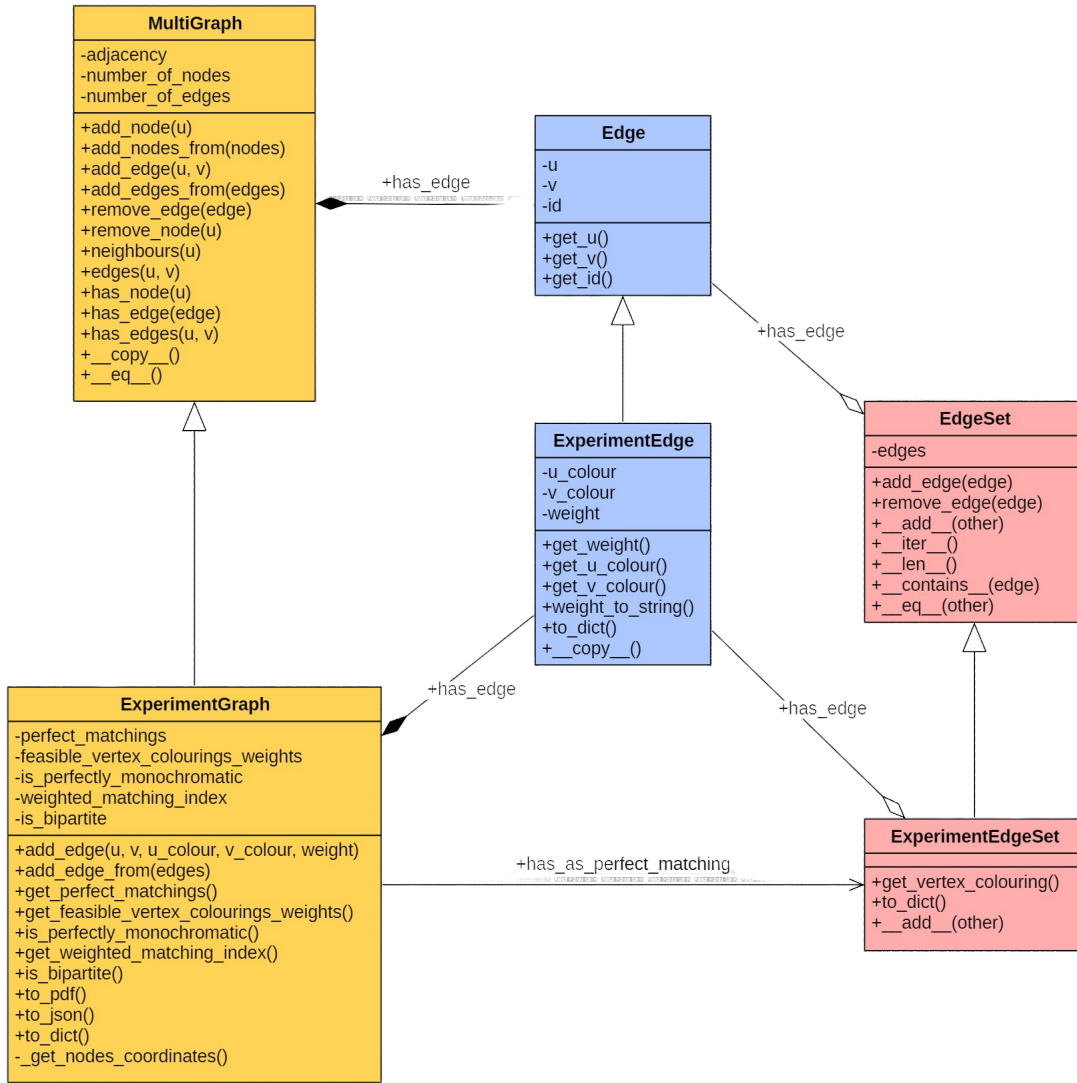 MultiGraph
-adjacency
-number_of_nodes
-number_of_edges
+add_node(u)
+add_nodes_from(nodes)
+add_edge(u, v)
+add_edges_from(edges)
+remove_edge(edge)
+remove_node(u)
+neighbours(u)
+edges(u, v)
+has_node(u)
+has_edge(edge)
+has_edges(u, v)
+__copy__()
+__eq__()
+has_edge
Edge
-u
-v
-id
+get_u()
+get_v()
+get_id()
+has_edge
EdgeSet
-edges
+add_edge(edge)
+remove_edge(edge)
+__add__(other)
+__iter__()
+__len__()
+__contains__(edge)
+__eq__(other)
ExperimentEdge
-u_colour
-v_colour
-weight
+get_weight()
+get_u_colour()
+get_v_colour()
+weight_to_string()
+to_dict()
+__copy__()
+has_edge
+has_edge
ExperimentGraph
-perfect_matchings
-feasible_vertex_colourings_weights
-is_perfectly_monochromatic
-weighted_matching_index
-is_bipartite
+add_edge(u, v, u_colour, v_colour, weight)
+add_edge_from(edges)
+get_perfect_matchings()
+get_feasible_vertex_colourings_weights()
+is_perfectly_monochromatic()
+get_weighted_matching_index()
+is_bipartite()
+to_pdf()
+to_json()
+to_dict()
-_get_nodes_coordinates()
+has_as_perfect_matching
ExperimentEdgeSet
+get_vertex_colouring()
+to_dict()
+__add__(other)